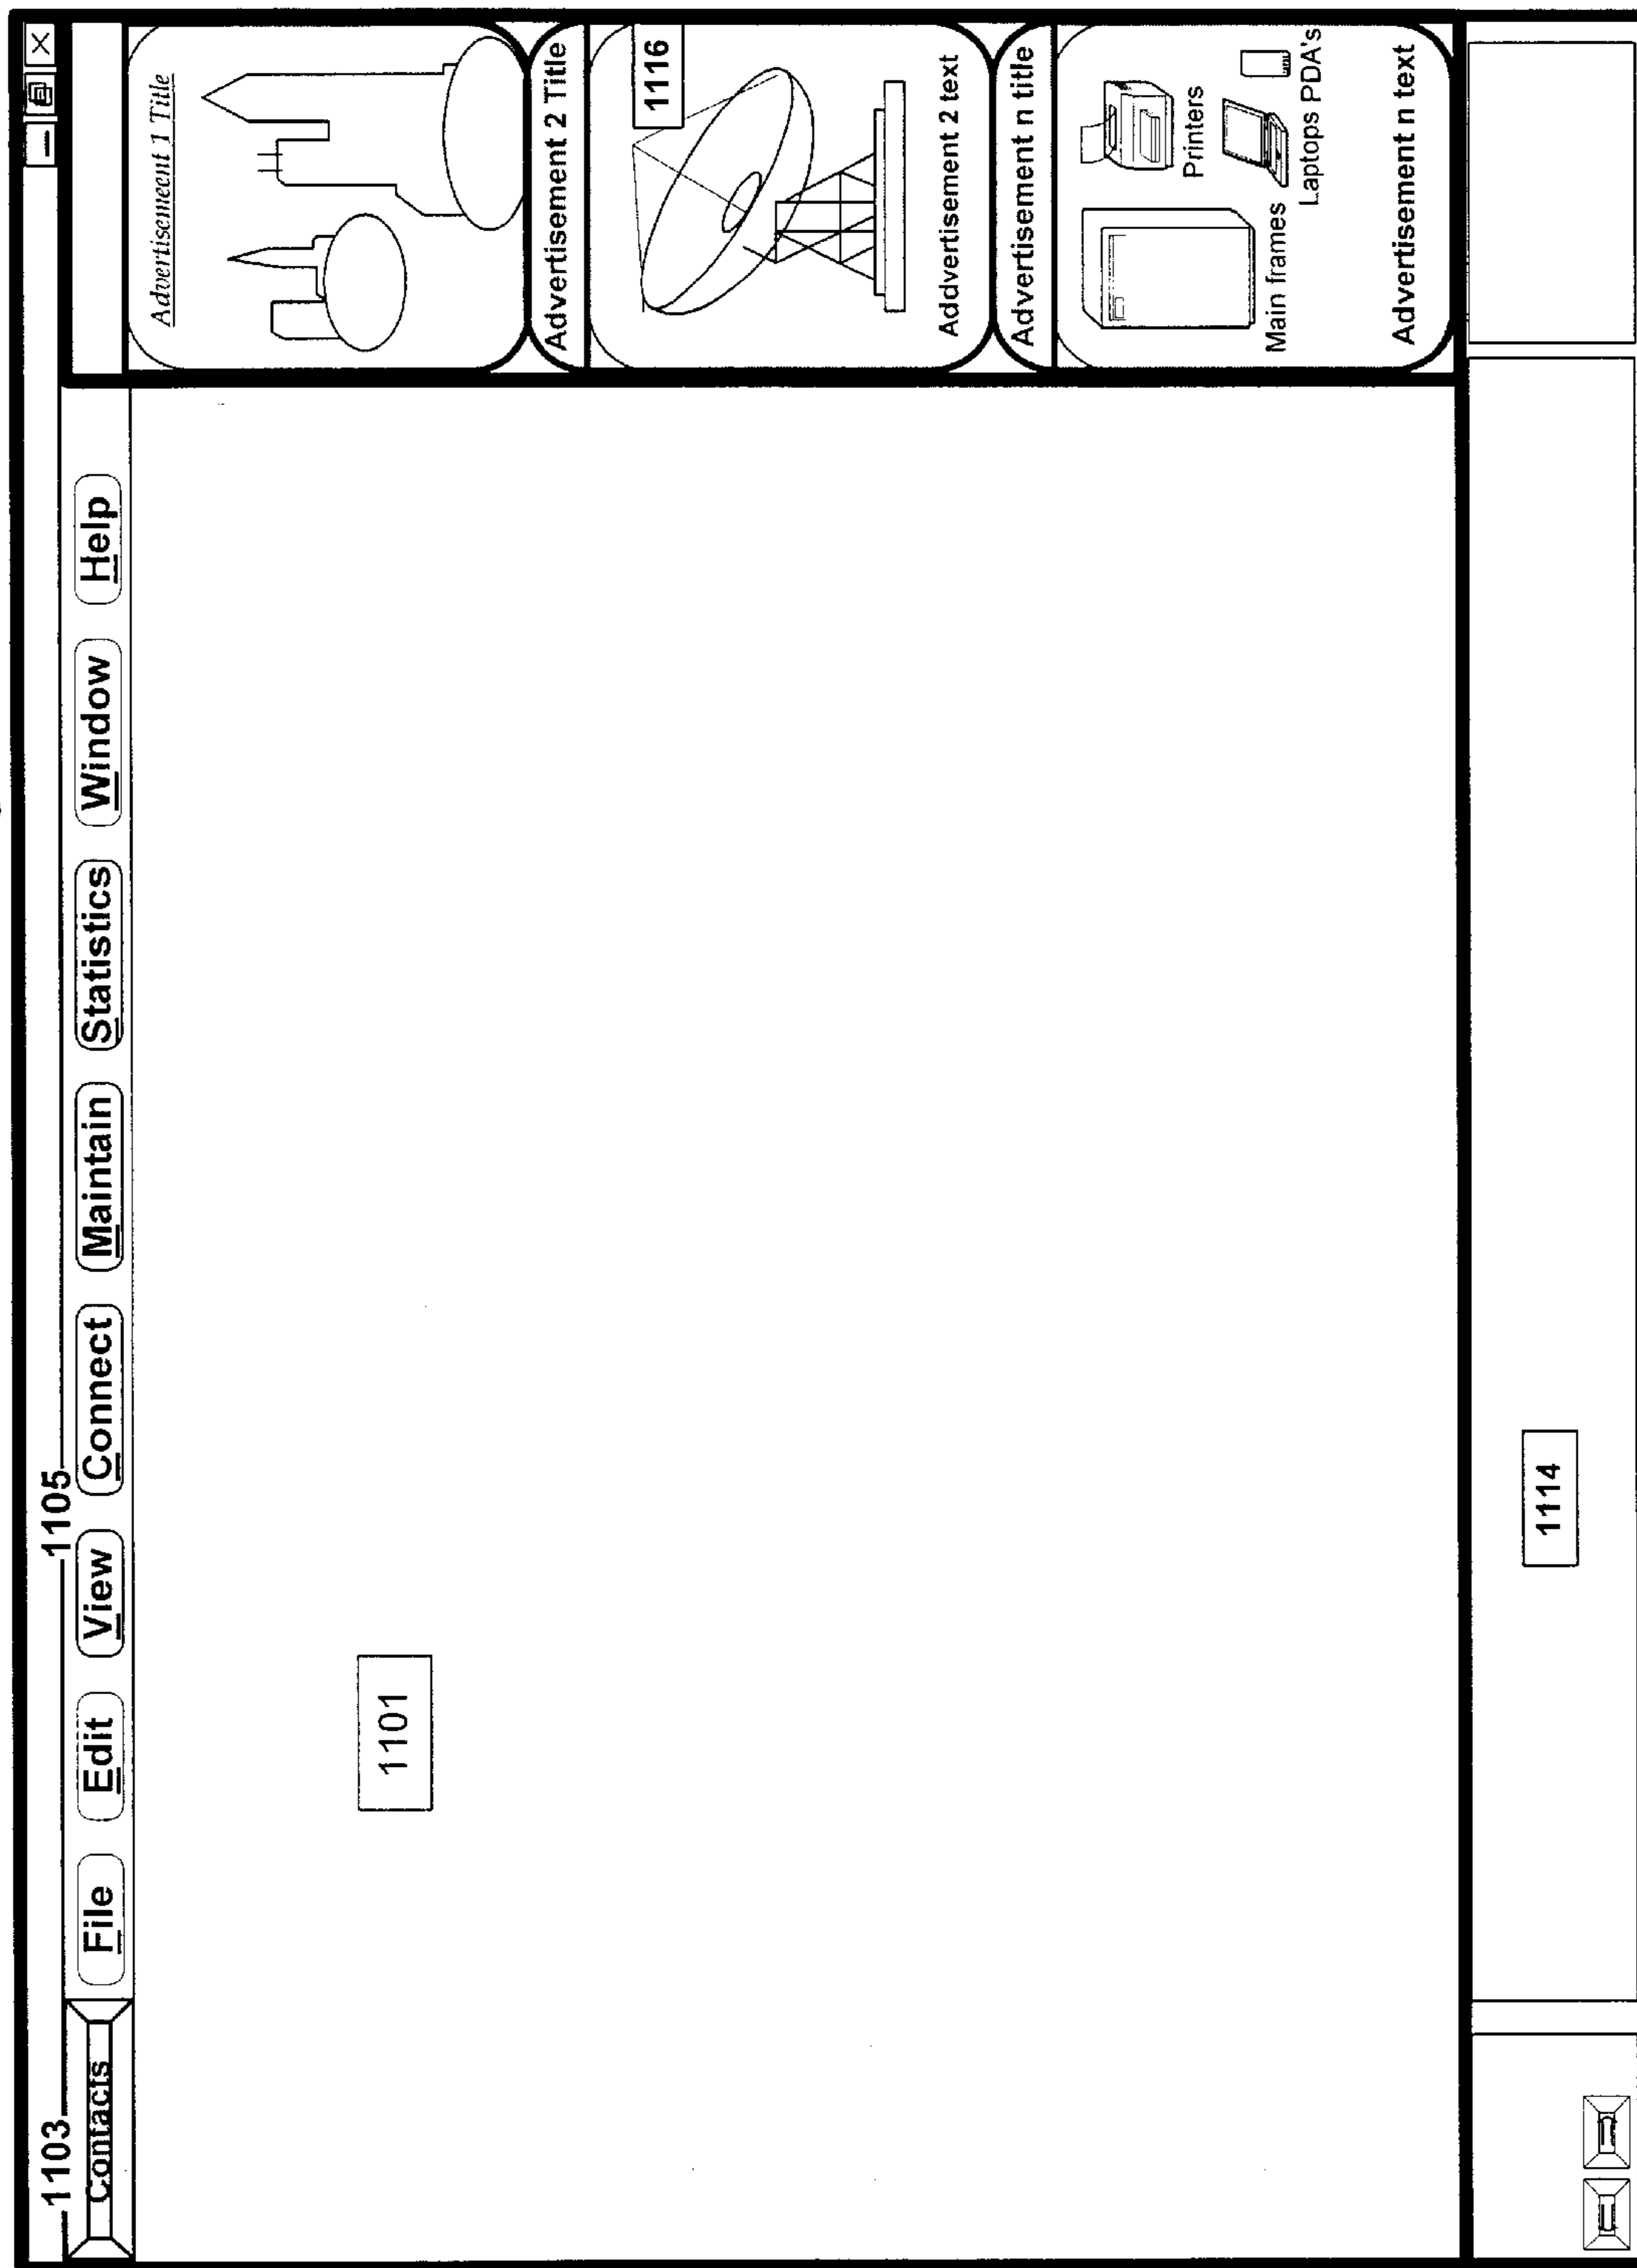 1103
1105
Contacts
File Edit View Connect Maintain Statistics Window Help
Advertisement 1 Title
Advertisement 2 Title
1116
Addvertisement 2 text
Advertisement n title
Printers
Main frames
Laptops PDA's
Advertisement n text
1101
1114